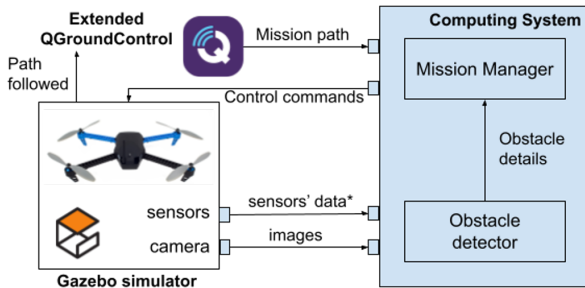 Extended
QGroundControl
Mission path
Computing System
Path
followed
Mission Manager
Control commands
Obstacle
details
sensors
sensors' data*
camera
images
Obstacle
detector
Gazebo simulator